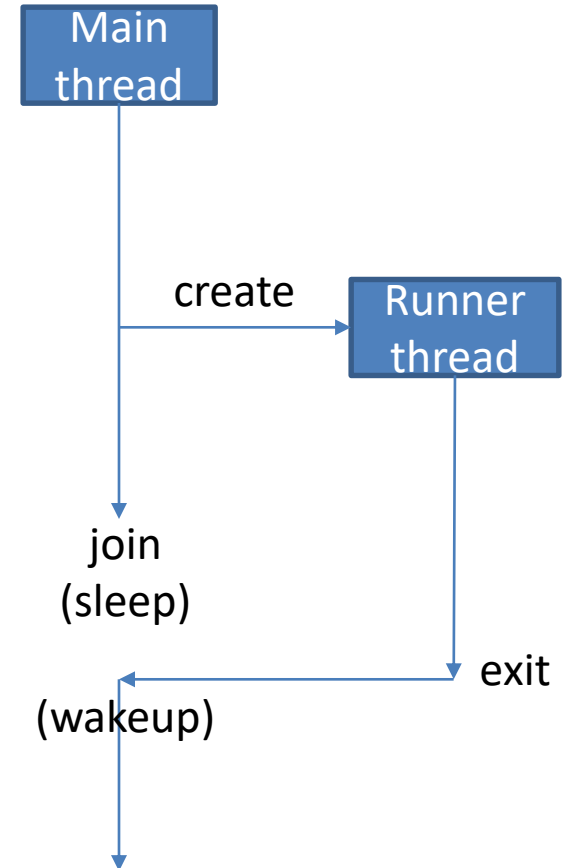 Main
thread
create
Runner
thread
join
(sleep)
exit
(wakeup)